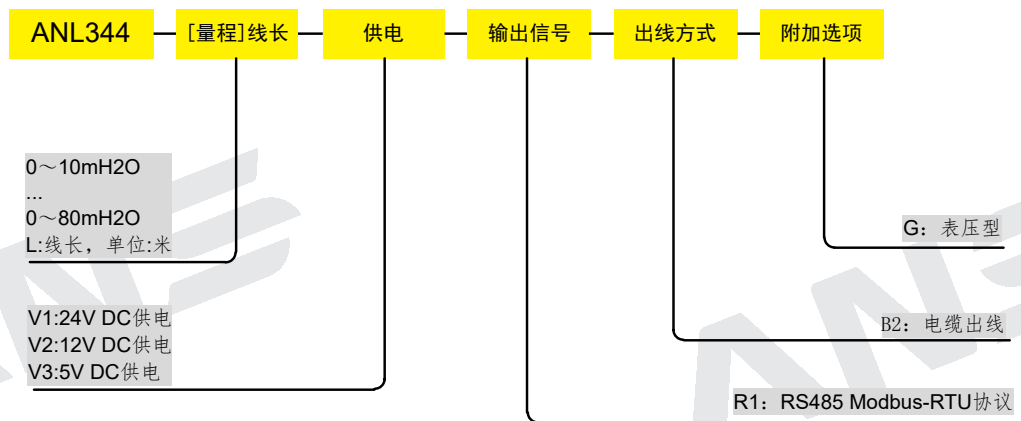 ANL344 [量程]线长 供电 输出信号 出线方式 附加选项
0～10mH2O
...
0～80mH2O
L:线长，单位:米
G：表压型
V1:24V DC供电
V2:12V DC供电
V3:5V DC供电
B2：电缆出线
R1：RS485 Modbus-RTU协议